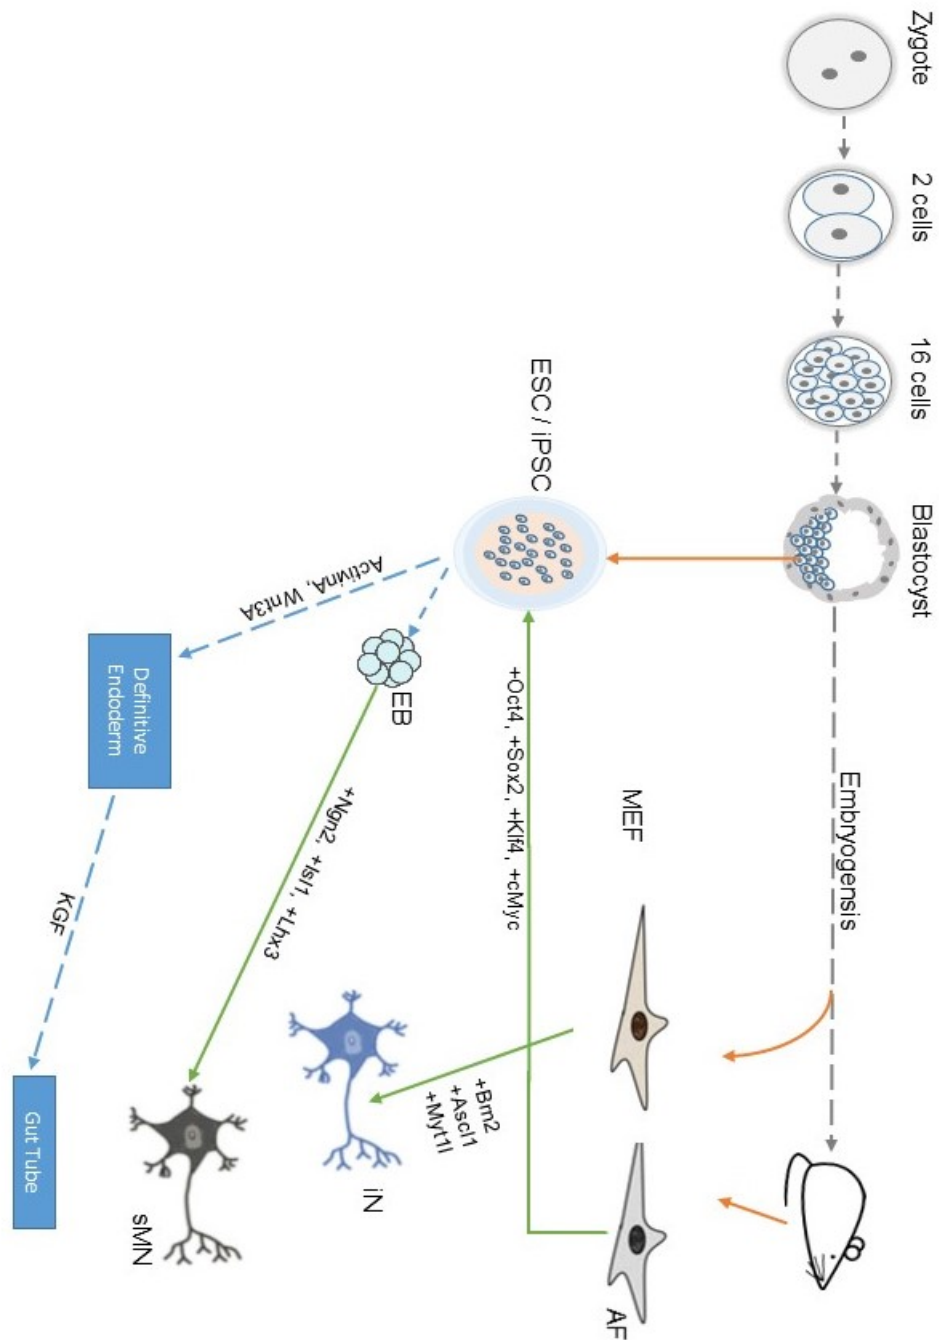 Zygote
2 cells
16 cells
Blastocyst
Embryogensis
ESC / iPSC
MEF
AF
+Oct4, +Sox2, +Klf4, +cMyc
EB
ActivinA, Wnt3A
+Ngn2, +Isl1, +Lhx3
+Brn2
+Ascl1
+Myt1l
iN
sMN
Definitive
Endoderm
KGF
Gut Tube